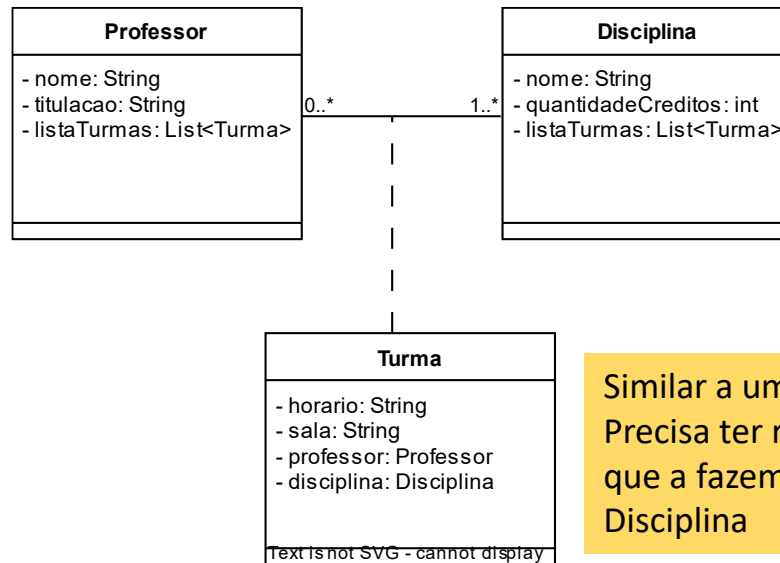 Professor
- nome: String
- titulacao: String
- listaTurmas: List<Turma>
0..*
1..*
Disciplina
- nome: String
- quantidadeCreditos: int
- listaTurmas: List<Turma>
Turma
- horario: String
- sala: String
- professor: Professor
- disciplina: Disciplina
Text is not SVG - cannot display
Similar a um
Precisa ter
que a fazem
Disciplina